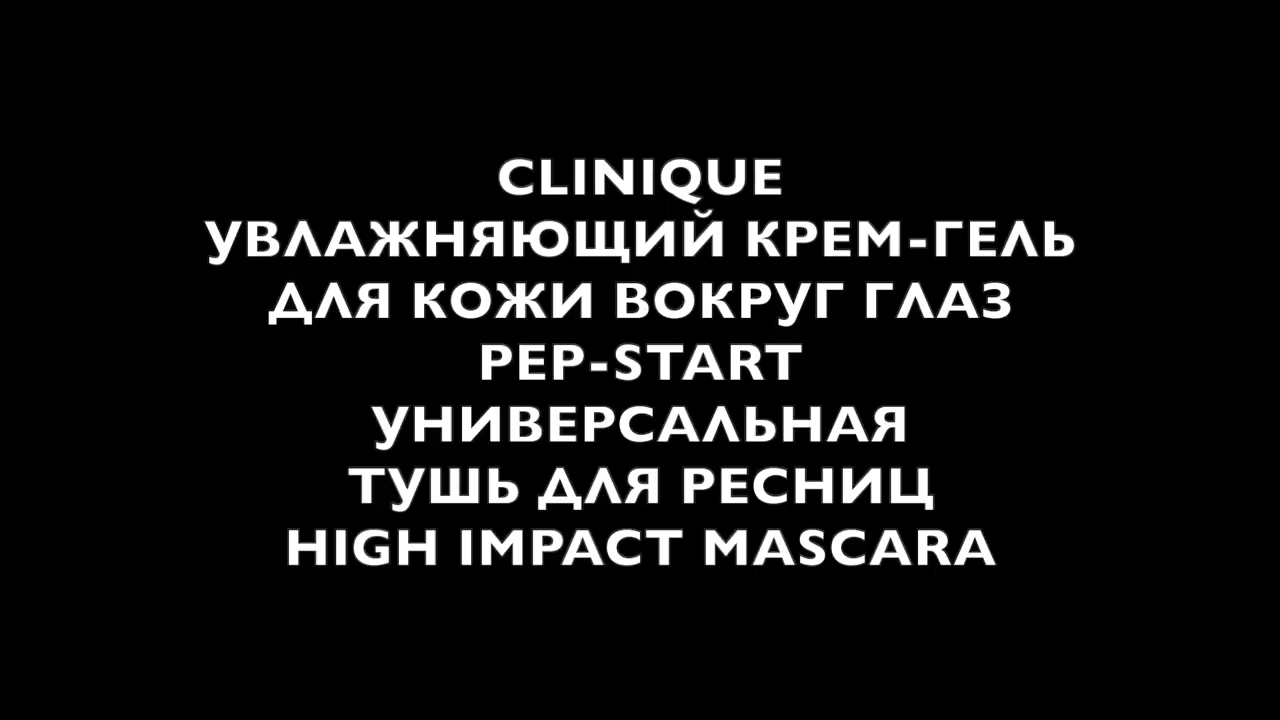 CLINIQUE
УВЛАЖНЯЮЩИЙ КРЕМ-ГЕЛЬ
ДЛЯ КОЖИ ВОКРУГ ГЛАЗ
PEP-START
УНИВЕРСАЛЬНАЯ
ТУШЬ ДЛЯ РЕСНИЦ
HIGH IMPACT MASCARA